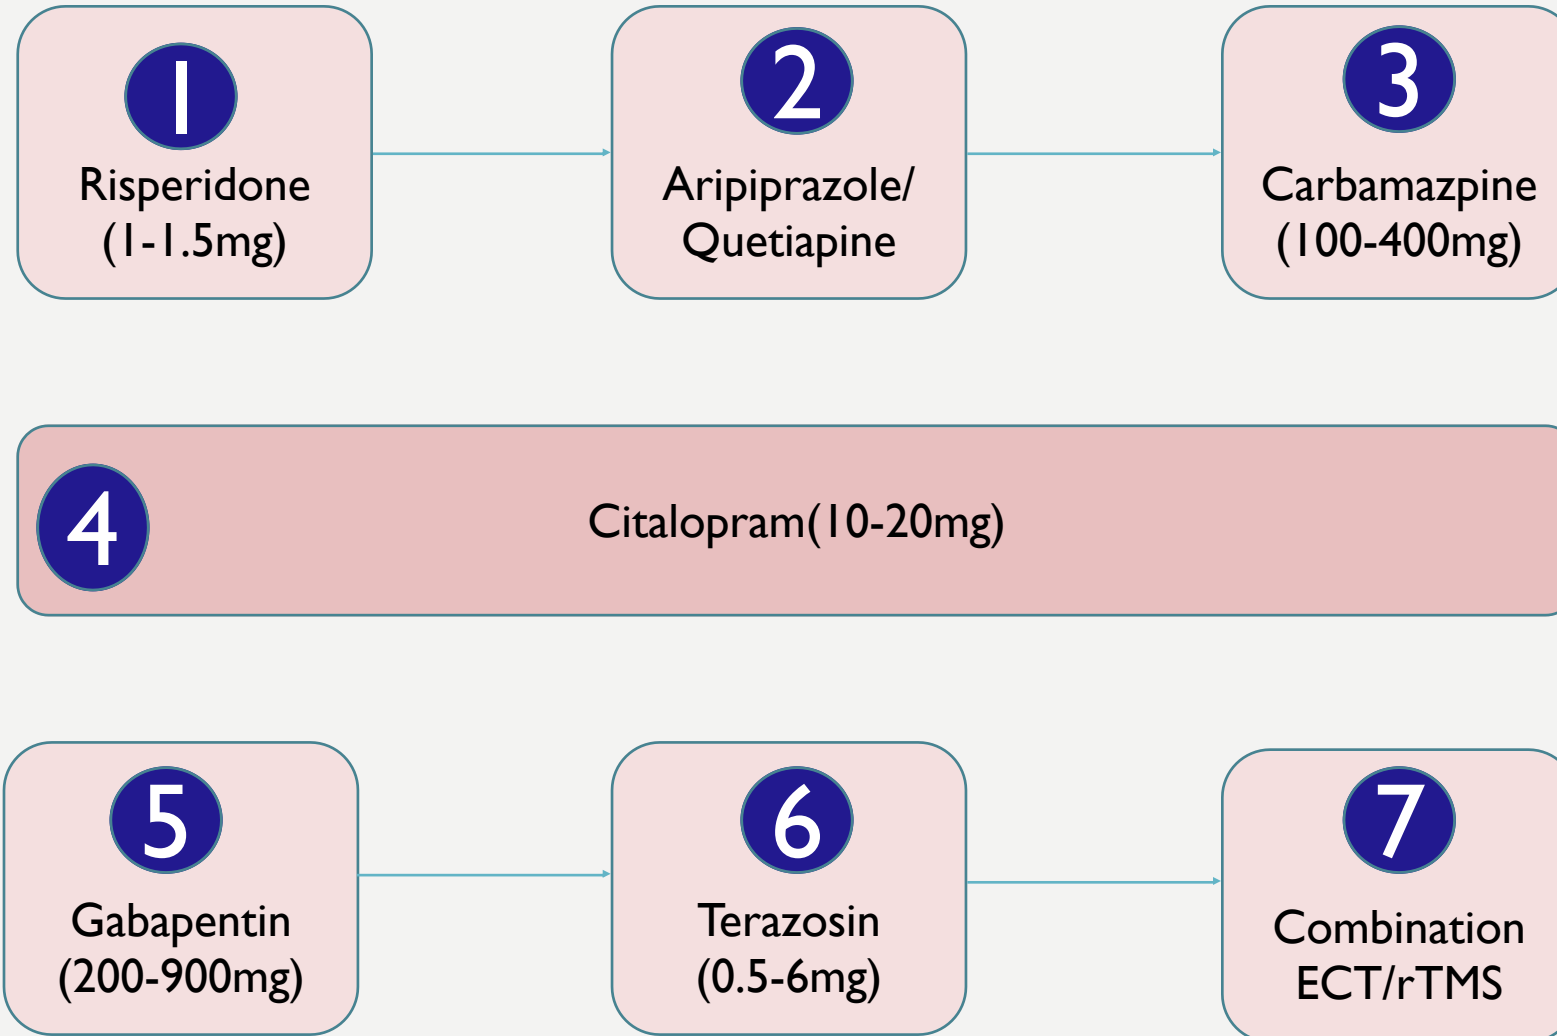 1
Risperidone
(1-1.5mg)
2
Aripiprazole/
Quetiapine
3
Carbamazpine
(100-400mg)
4
Citalopram(10-20mg)
5
Gabapentin
(200-900mg)
6
Terazosin
(0.5-6mg)
7
Combination
ECT/rTMS